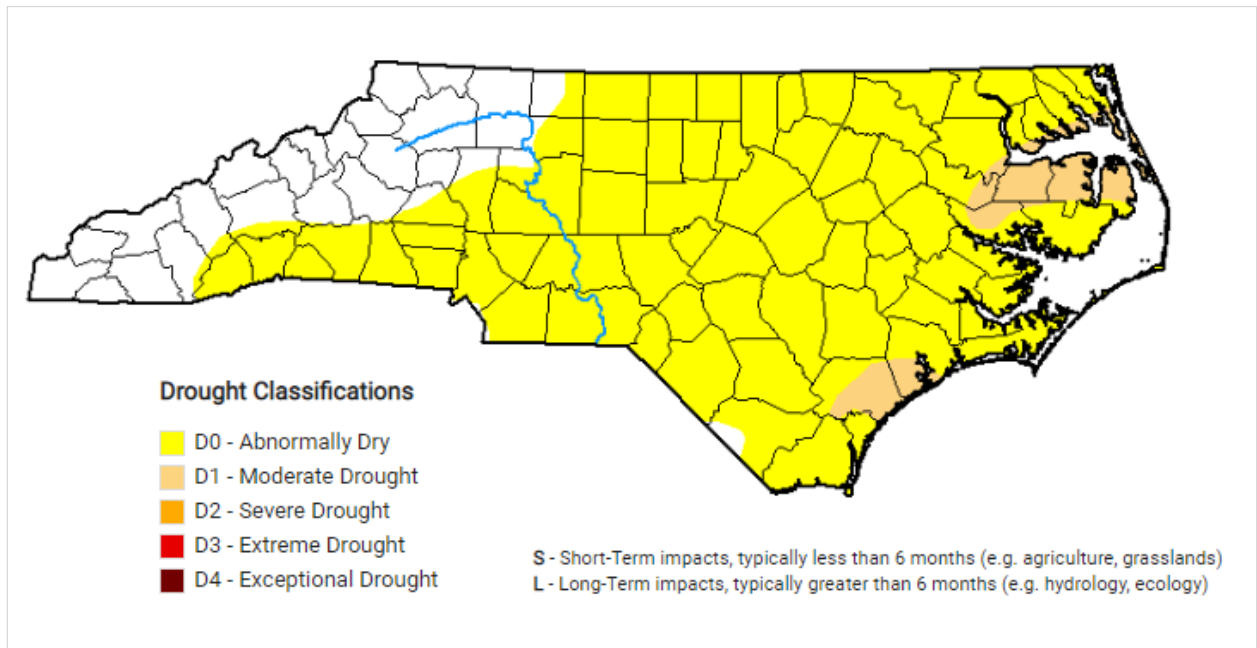 Drought Classifications
D0 - Abnormally Dry
D1 - Moderate Drought
D2 - Severe Drought
D3 - Extreme Drought
D4 - Exceptional Drought
S - Short-Term impacts, typically less than 6 months (e.g. agriculture, grasslands)
L - Long-Term impacts, typically greater than 6 months (e.g. hydrology, ecology)